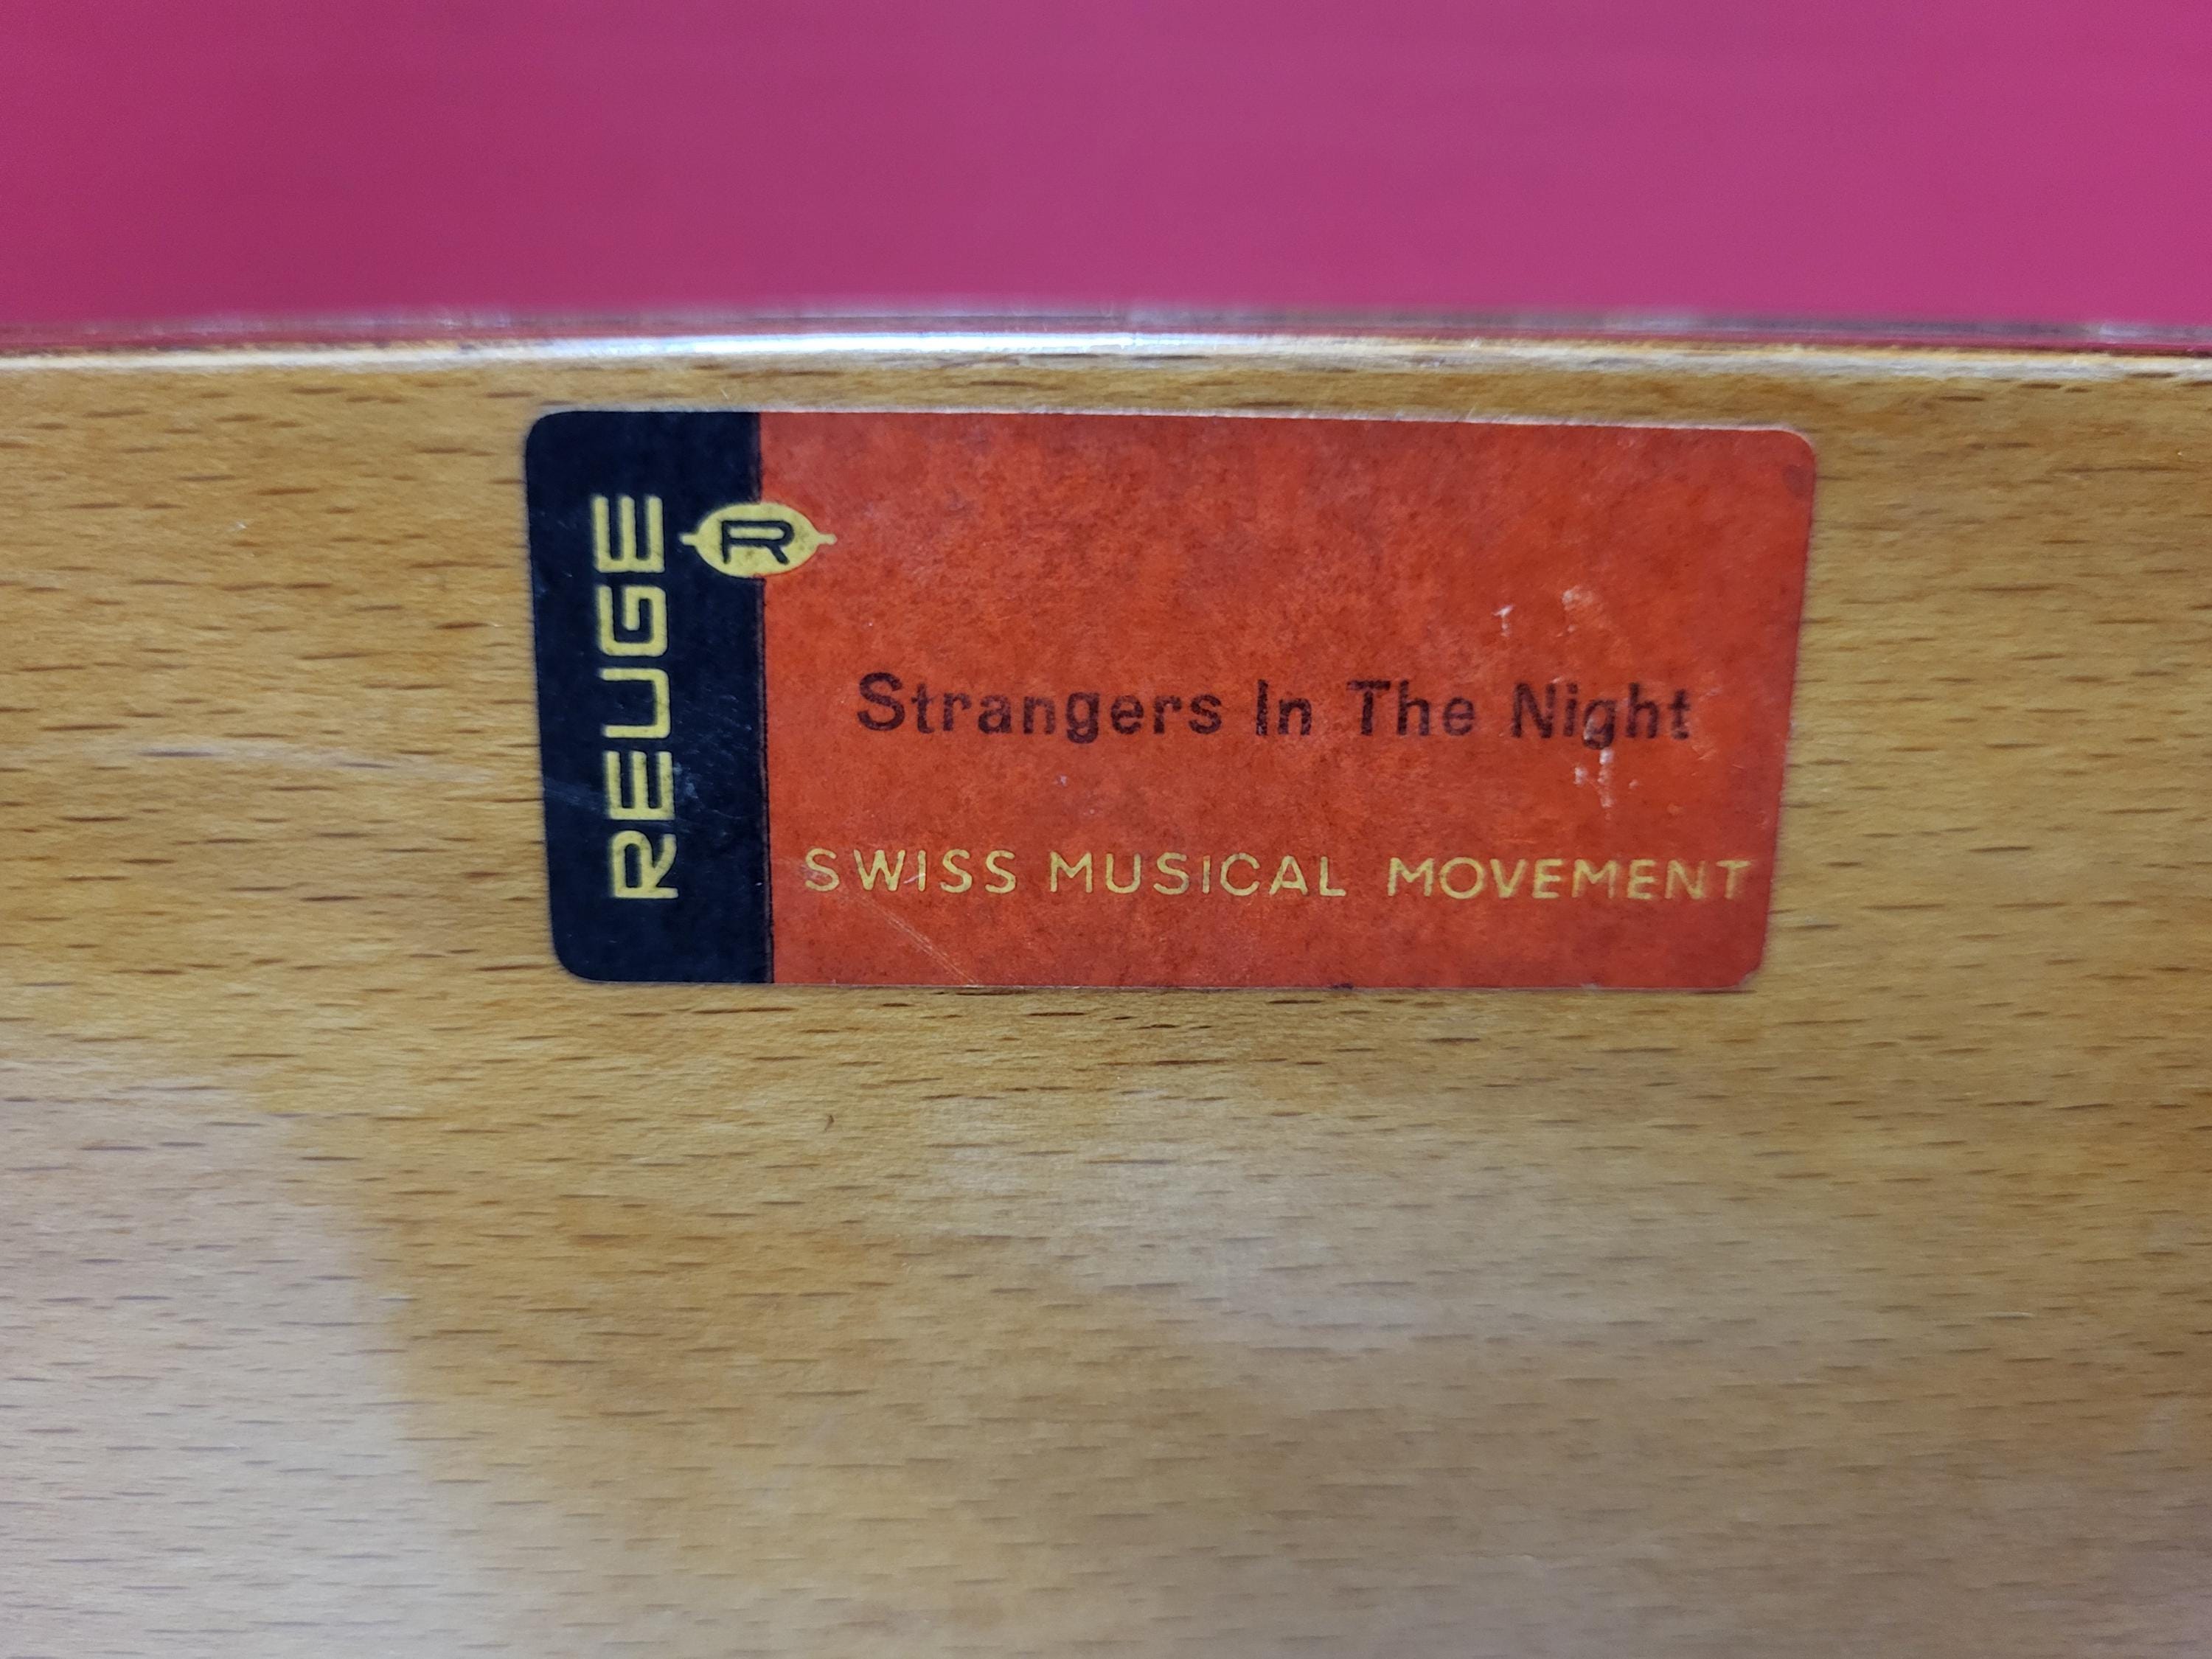 REUGE
R
Strangers In The Night
SWISS MUSICAL MOVEMENT